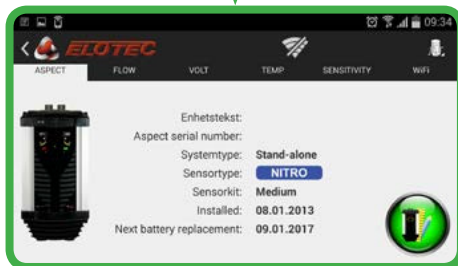 09:34
ELOTEC
ASPECT FLOW VOLT TEMP SENSITIVITY WiFi
Enhetstekst:
Aspect serial number:
Systemtype: Stand-alone
Sensortype: NITRO
Sensorkit: Medium
Installed: 08.01.2013
Next battery replacement: 09.01.2017